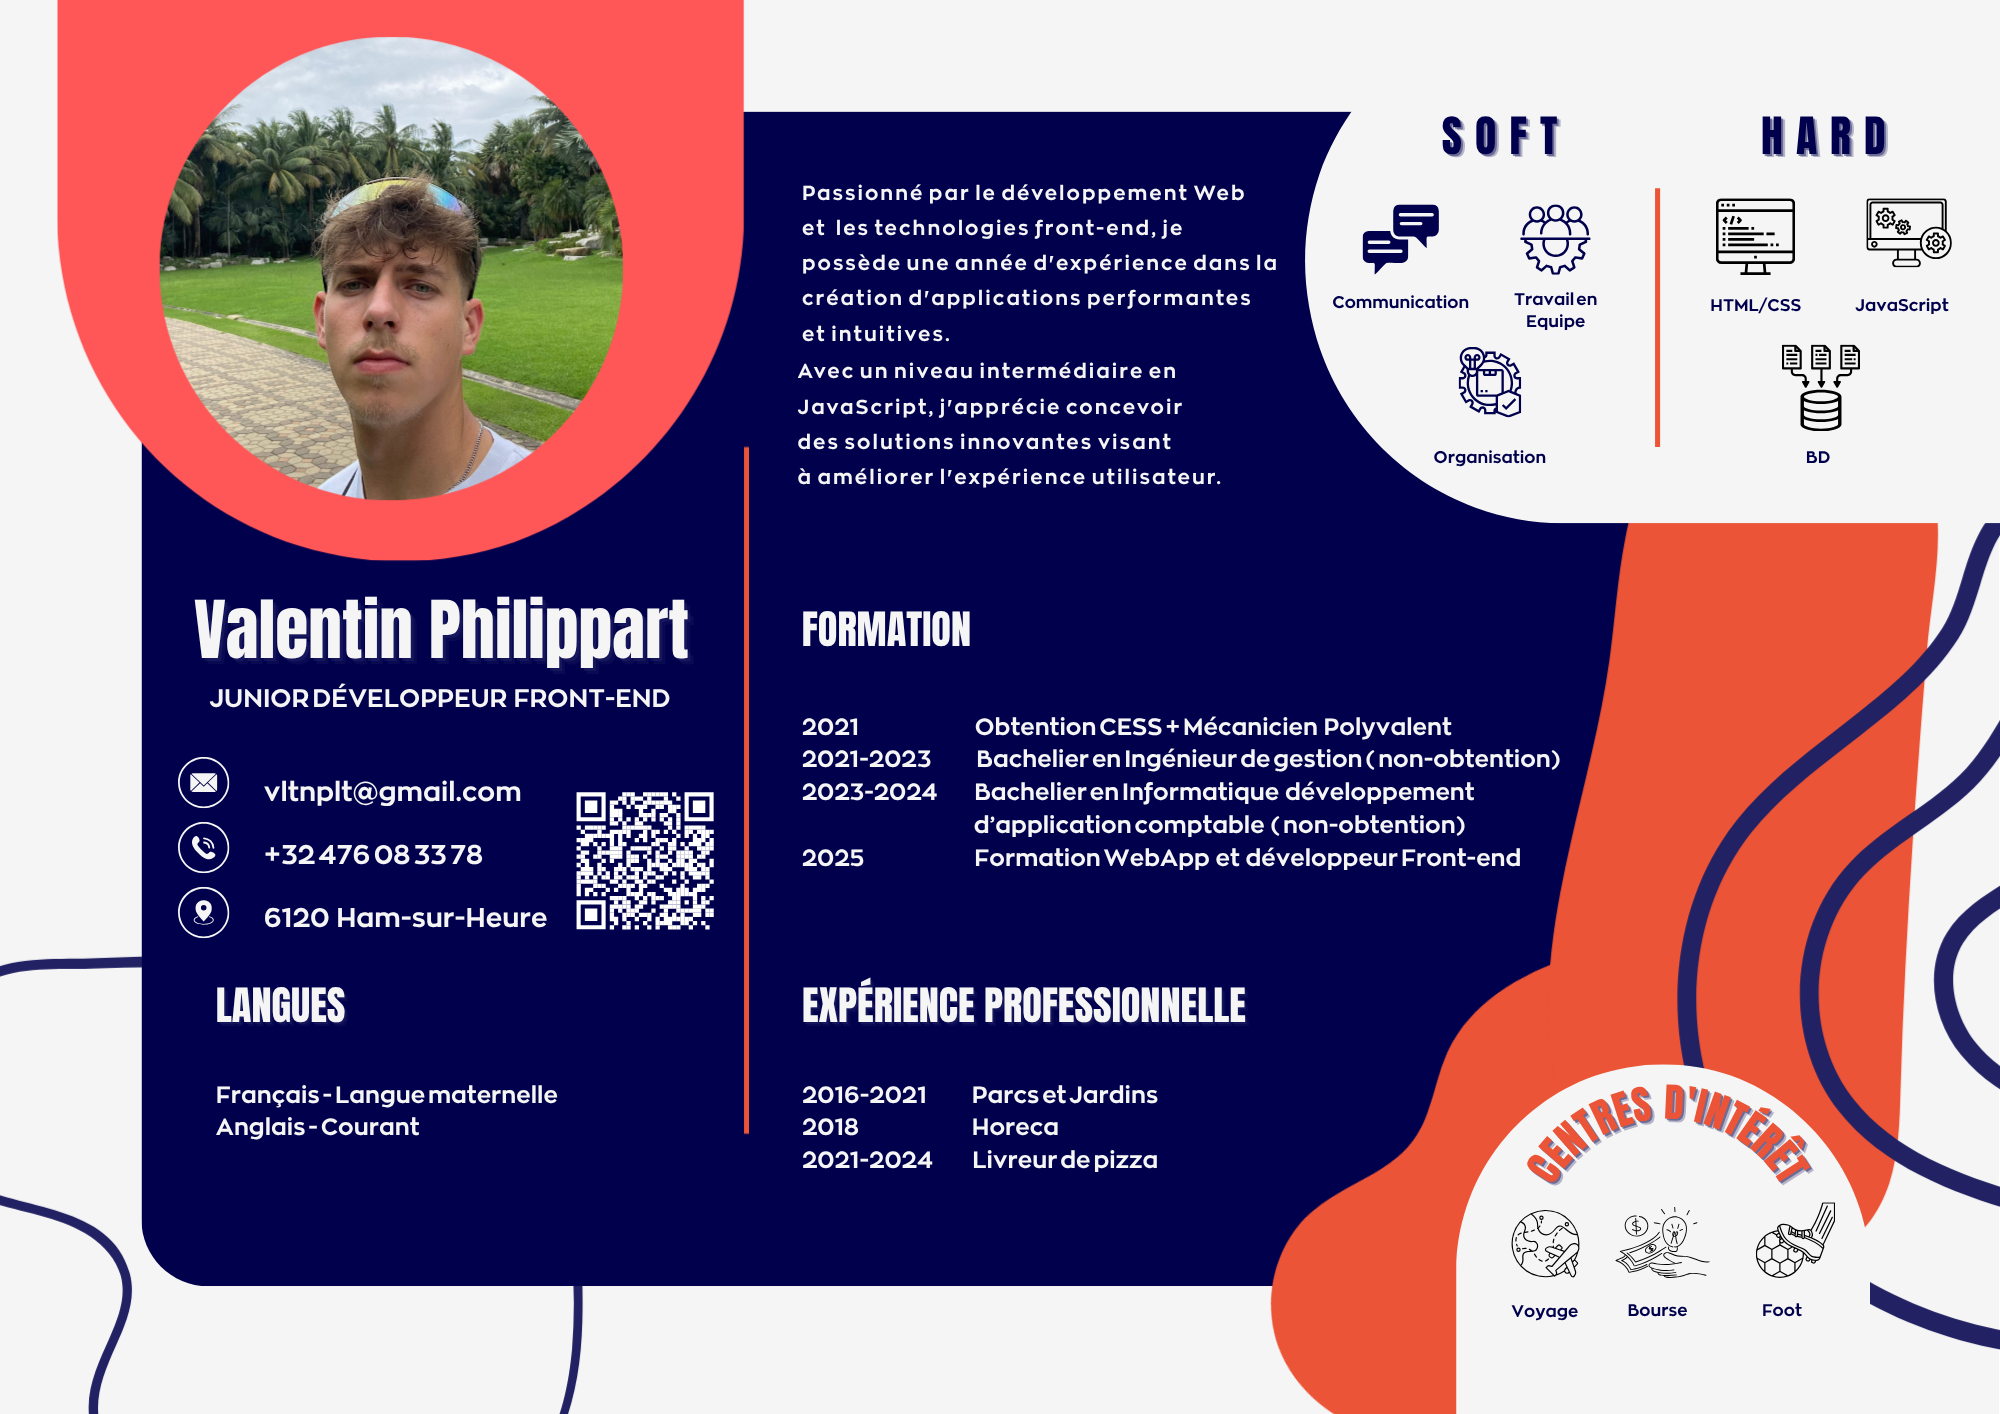 Valentin Philippart
JUNIOR DÉVELOPPEUR FRONT-END
vltnplt@gmail.com
+32 476 08 33 78
6120 Ham-sur-Heure
LANGUES
Français - Langue maternelle
Anglais - Courant
Passionné par le développement Web
et les technologies front-end, je
possède une année d'expérience dans la
création d'applications performantes
et intuitives.
Avec un niveau intermédiaire en
JavaScript, j'apprécie concevoir
des solutions innovantes visant
à améliorer l'expérience utilisateur.
FORMATION
2021 Obtention CESS + Mécanicien Polyvalent
2021-2023 Bachelier en Ingénieur de gestion ( non-obtention)
2023-2024 Bachelier en Informatique développement
d’application comptable ( non-obtention)
2025 Formation WebApp et développeur Front-end
EXPÉRIENCE PROFESSIONNELLE
2016-2021 Parcs et Jardins
2018 Horeca
2021-2024 Livreur de pizza
SOFT
Communication
Travail en
Equipe
Organisation
HARD
HTML/CSS
JavaScript
BD
CENTRES D'INTÉRÊT
Voyage
Bourse
Foot